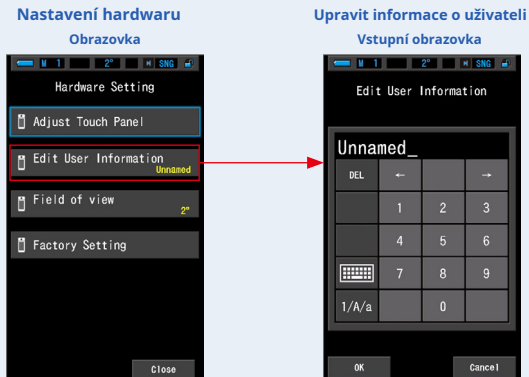 Nastavení hardwaru
Obrazovka
M 1 2° SNG
Hardware Setting
Adjust Touch Panel
Edit User Information
Unnamed
Field of view
2°
Factory Setting
Close
Upravit informace o uživateli
Vstupní obrazovka
M 1 2° SNG
Edit User Information
Unnamed_
DEL ← →
1 2 3
4 5 6
7 8 9
1/A/a 0
OK Cancel